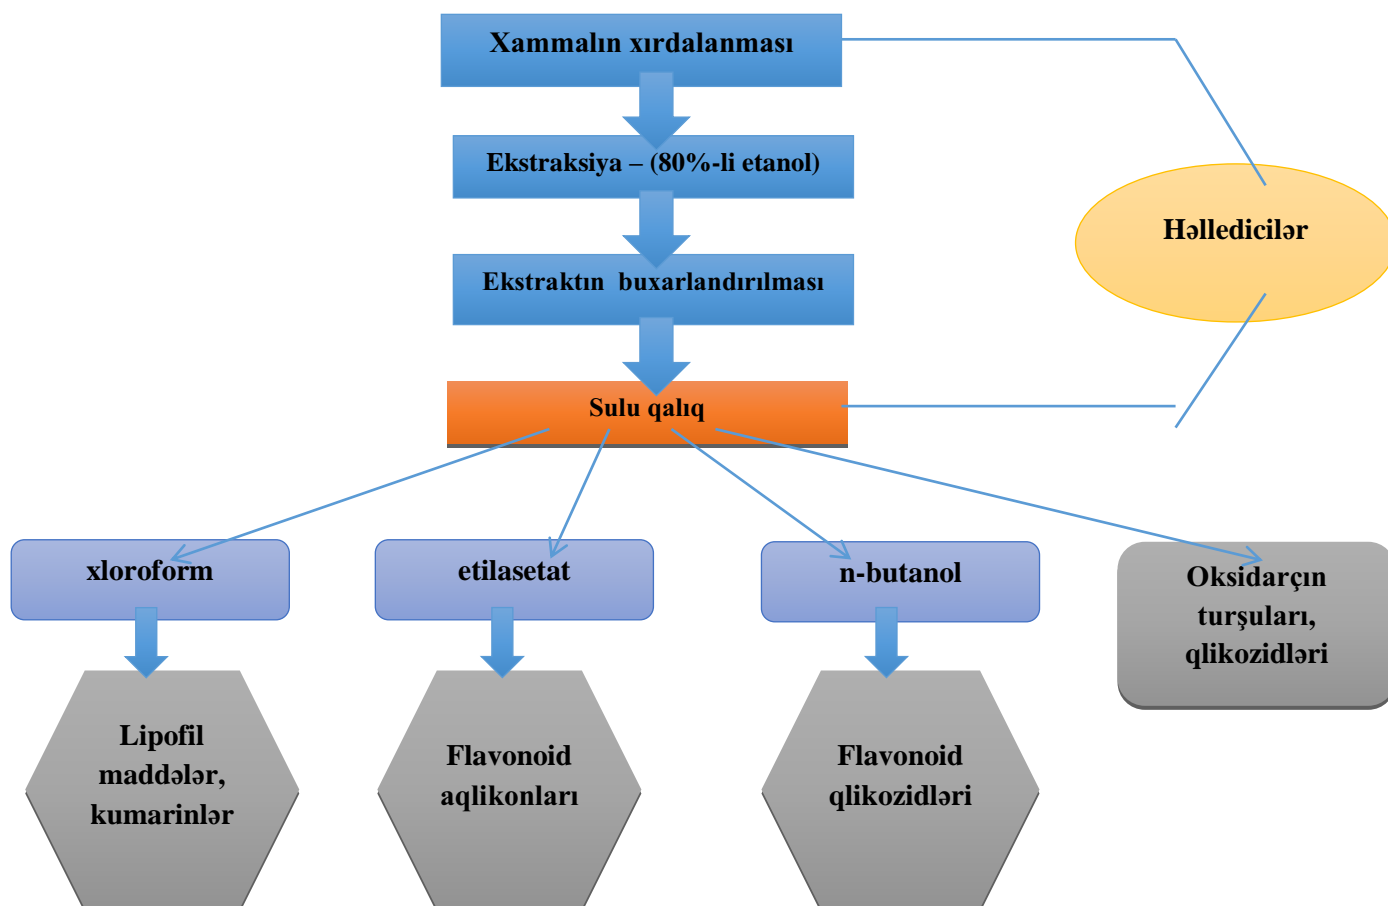 Xammalın xırdalanması
Ekstraksiya – (80%-li etanol)
Həlledicilər
Ekstraktın buxarlandırılması
Sulu qalıq
xloroform
etilasetat
n-butanol
Oksidarçın
turşuları,
qlikozidləri
Lipofil
maddələr,
kumarinlər
Flavonoid
aqlikonları
Flavonoid
qlikozidləri